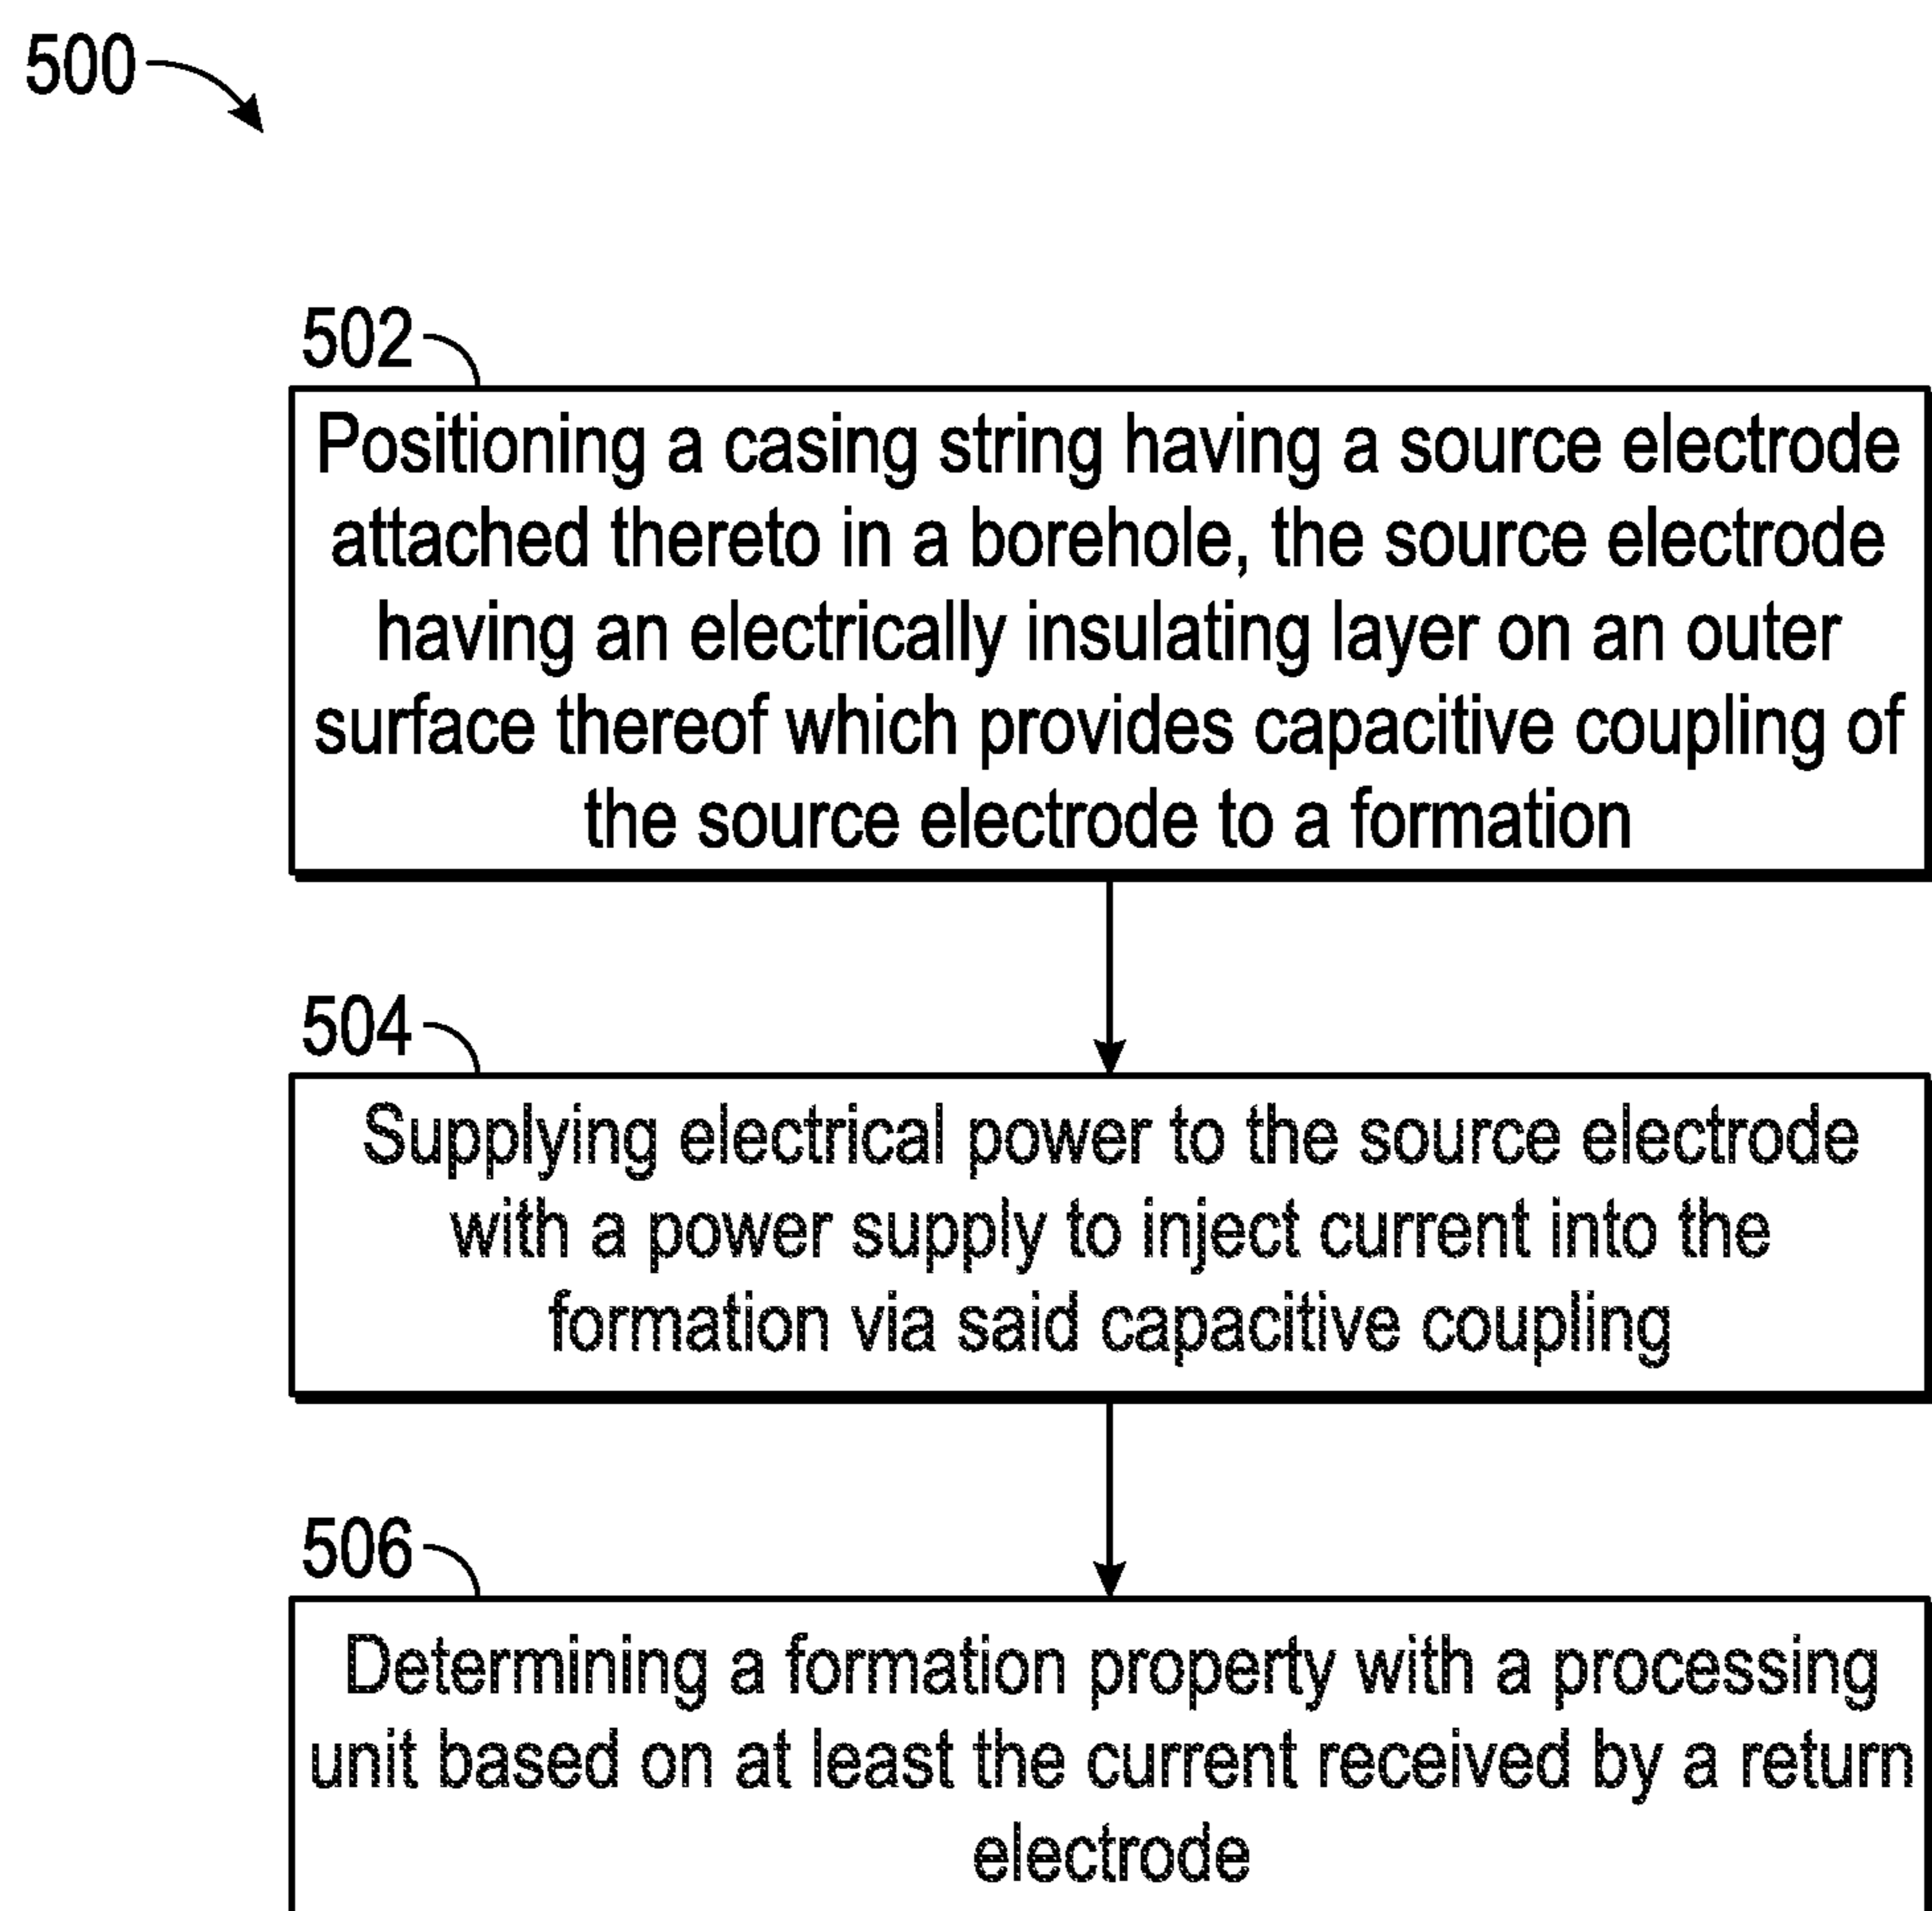 500
502
Positioning a casing string having a source electrode
attached thereto in a borehole, the source electrode
having an electrically insulating layer on an outer
surface thereof which provides capacitive coupling of
the source electrode to a formation
504
Supplying electrical power to the source electrode
with a power supply to inject current into the
formation via said capacitive coupling
506
Determining a formation property with a processing
unit based on at least the current received by a return
electrode